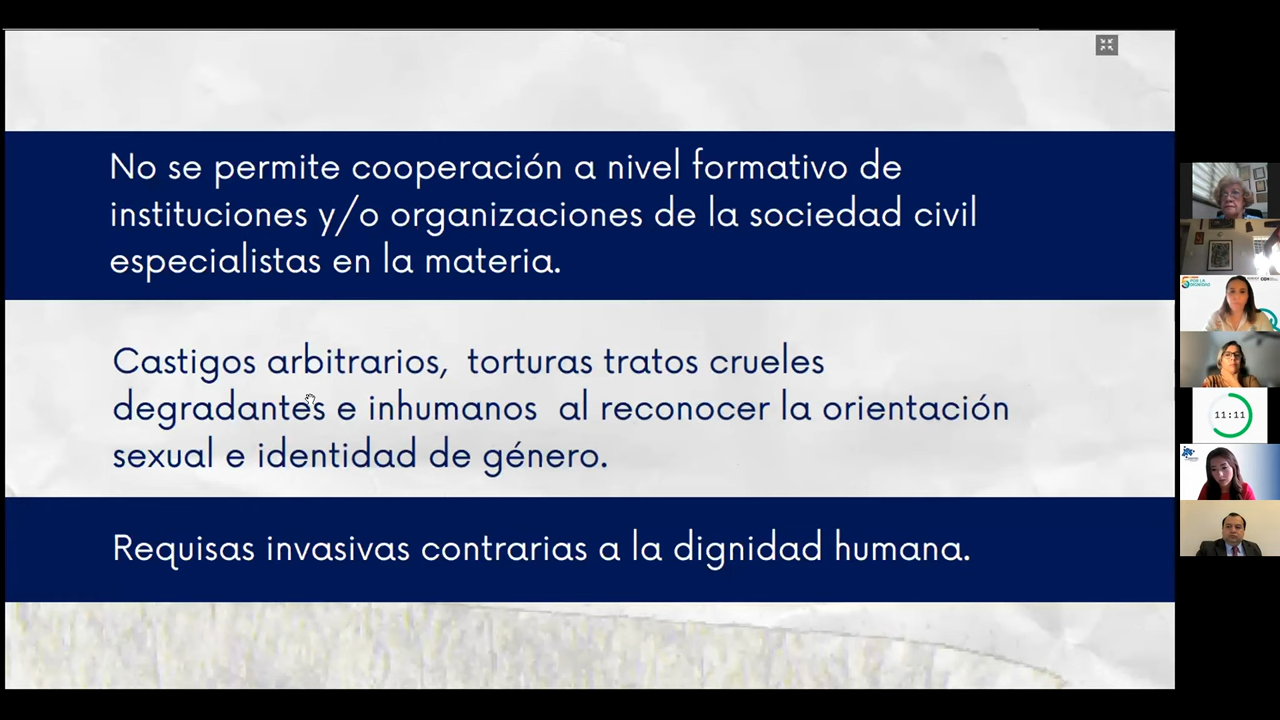 No se permite cooperación a nivel formativo de
instituciones y/o organizaciones de la sociedad civil
especialistas en la materia.
Castigos arbitrarios,  torturas tratos crueles
degradantes e inhumanos  al reconocer la orientación
sexual e identidad de género.
Requisas invasivas contrarias a la dignidad humana.
11:11